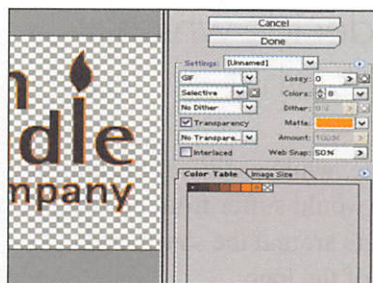 Cancel
Done
Settings: [Unnamed]
GIF Lossy: 0
Selective Colors: 8
No Dither Dither:
Transparency Matte:
No Transpare... Amount: 100%
Interlaced Web Snap: 50%
Color Table Image Size
n
dle
mpany